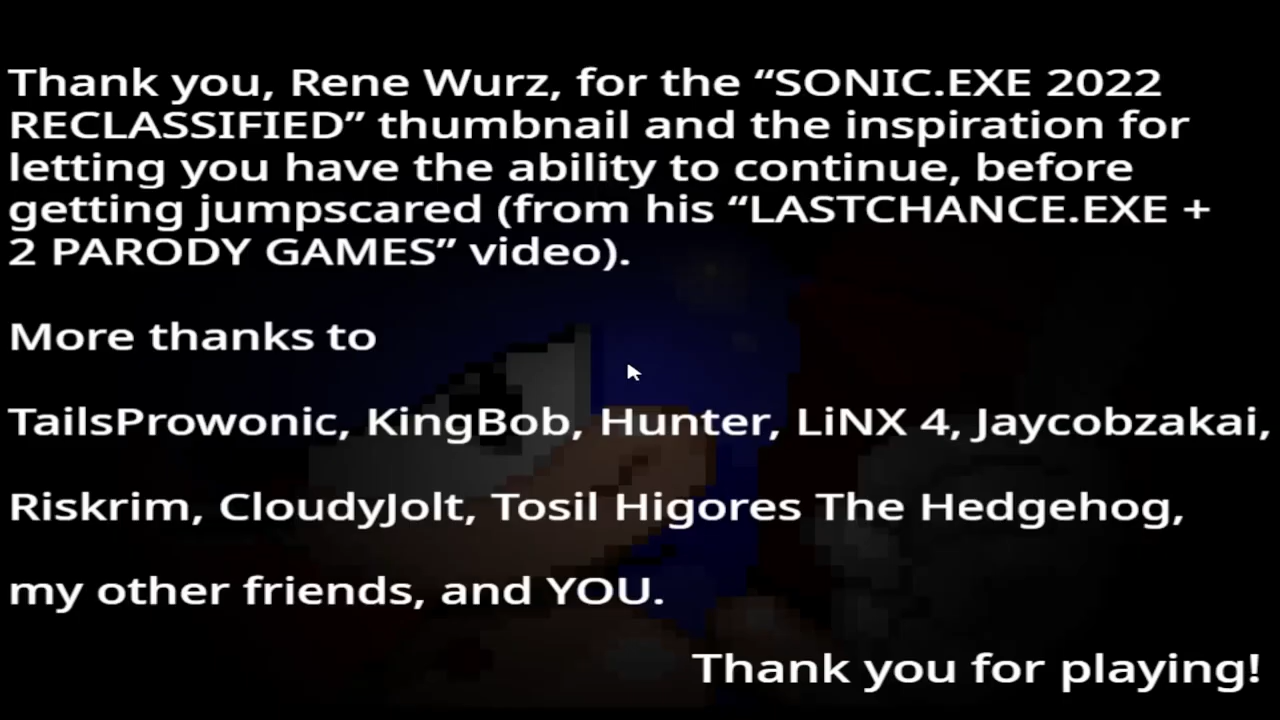 Thank you, Rene Wurz, for the “SONIC.EXE 2022
RECLASSIFIED” thumbnail and the inspiration for
letting you have the ability to continue, before
getting jumpscared (from his “LASTCHANCE.EXE +
2 PARODY GAMES” video).
More thanks to
TailsProwonic, KingBob, Hunter, LiNX 4, Jaycobzakai,
Riskrim, CloudyJolt, Tosil Higores The Hedgehog,
my other friends, and YOU.
Thank you for playing!